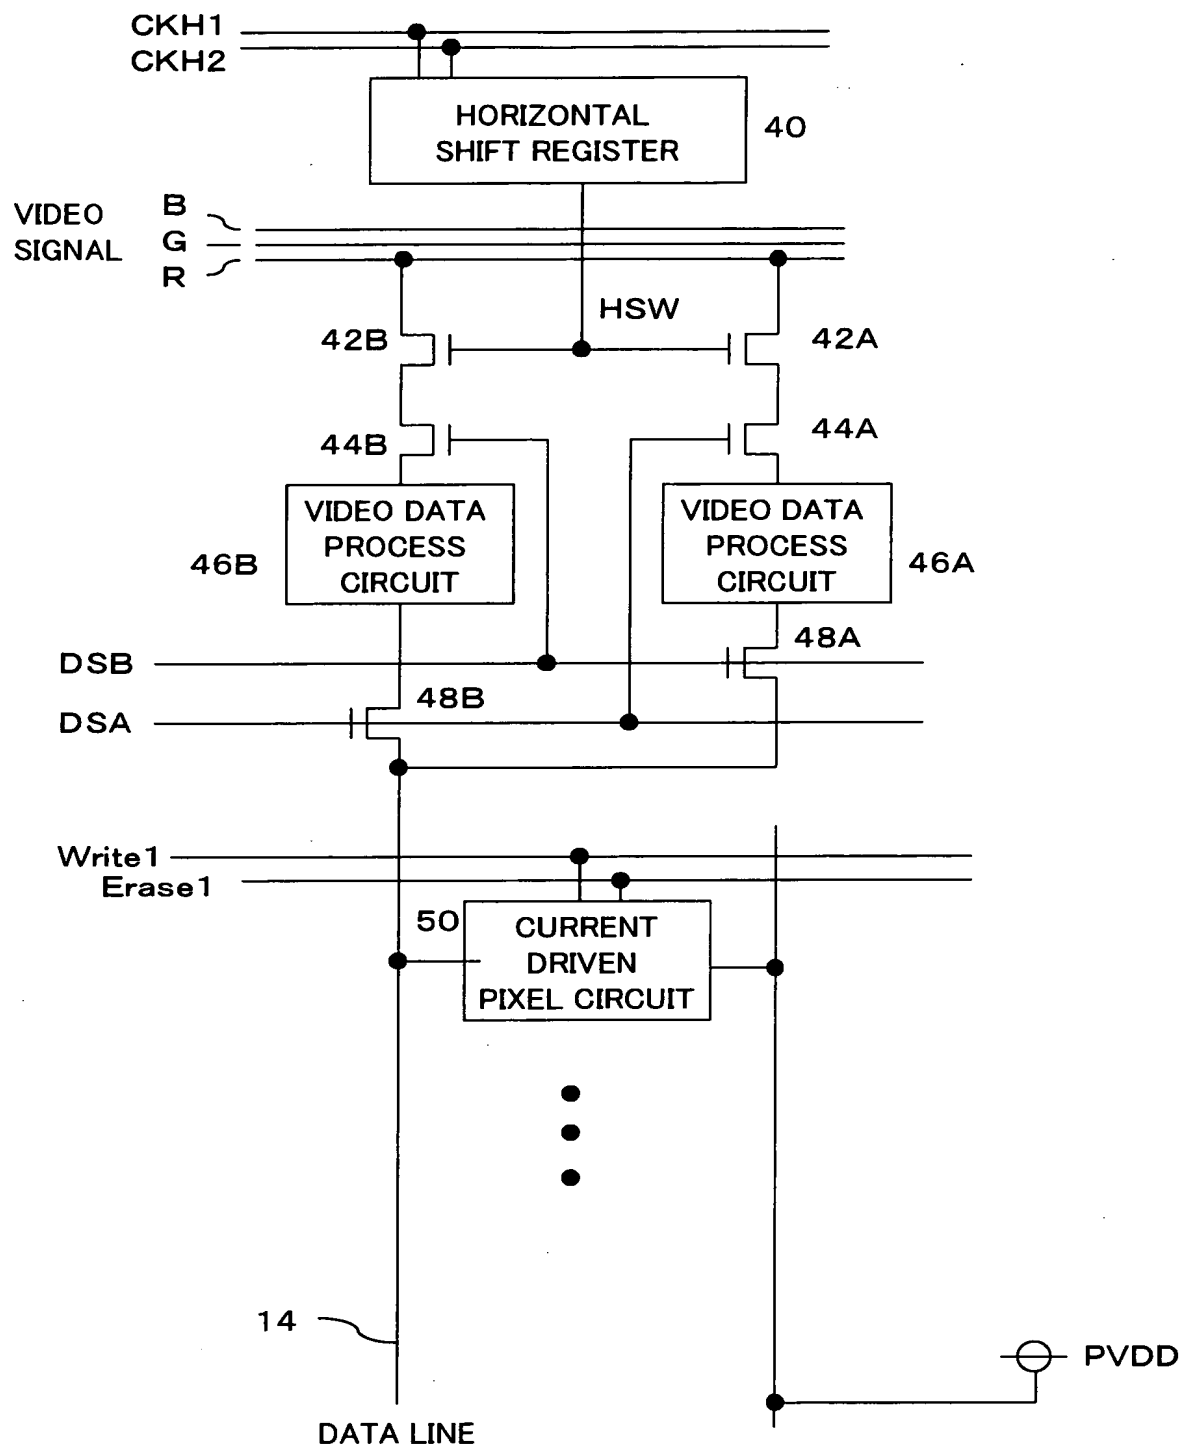 CKH1
CKH2
HORIZONTAL
SHIFT REGISTER
40
VIDEO
SIGNAL
B
G
R
HSW
42B
42A
44B
44A
VIDEO DATA
PROCESS
CIRCUIT
46B
VIDEO DATA
PROCESS
CIRCUIT
46A
48A
DSB
48B
DSA
Write1
Erase1
50
CURRENT
DRIVEN
PIXEL CIRCUIT
14
PVDD
DATA LINE